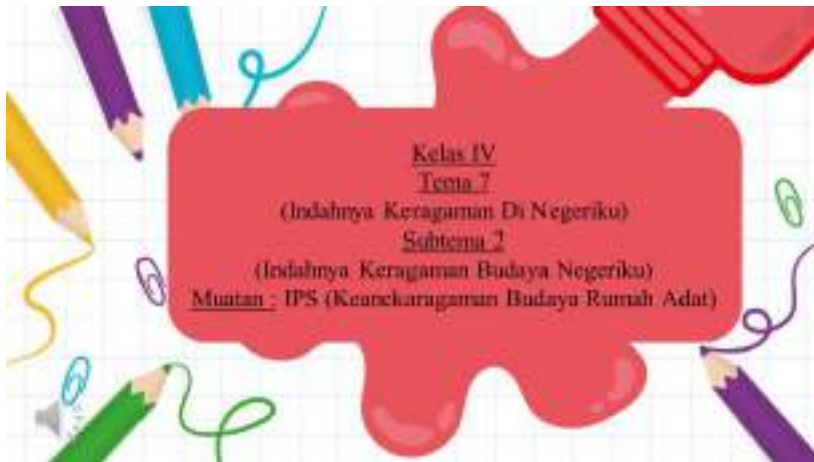 Kelas IV
Tema 7
(Indahnya Keragaman Di Negeriku)
Subtema 2
(Indahnya Keragaman Budaya Negeriku)
Muatan : IPS (Keanekaragaman Budaya Rumah Adat)